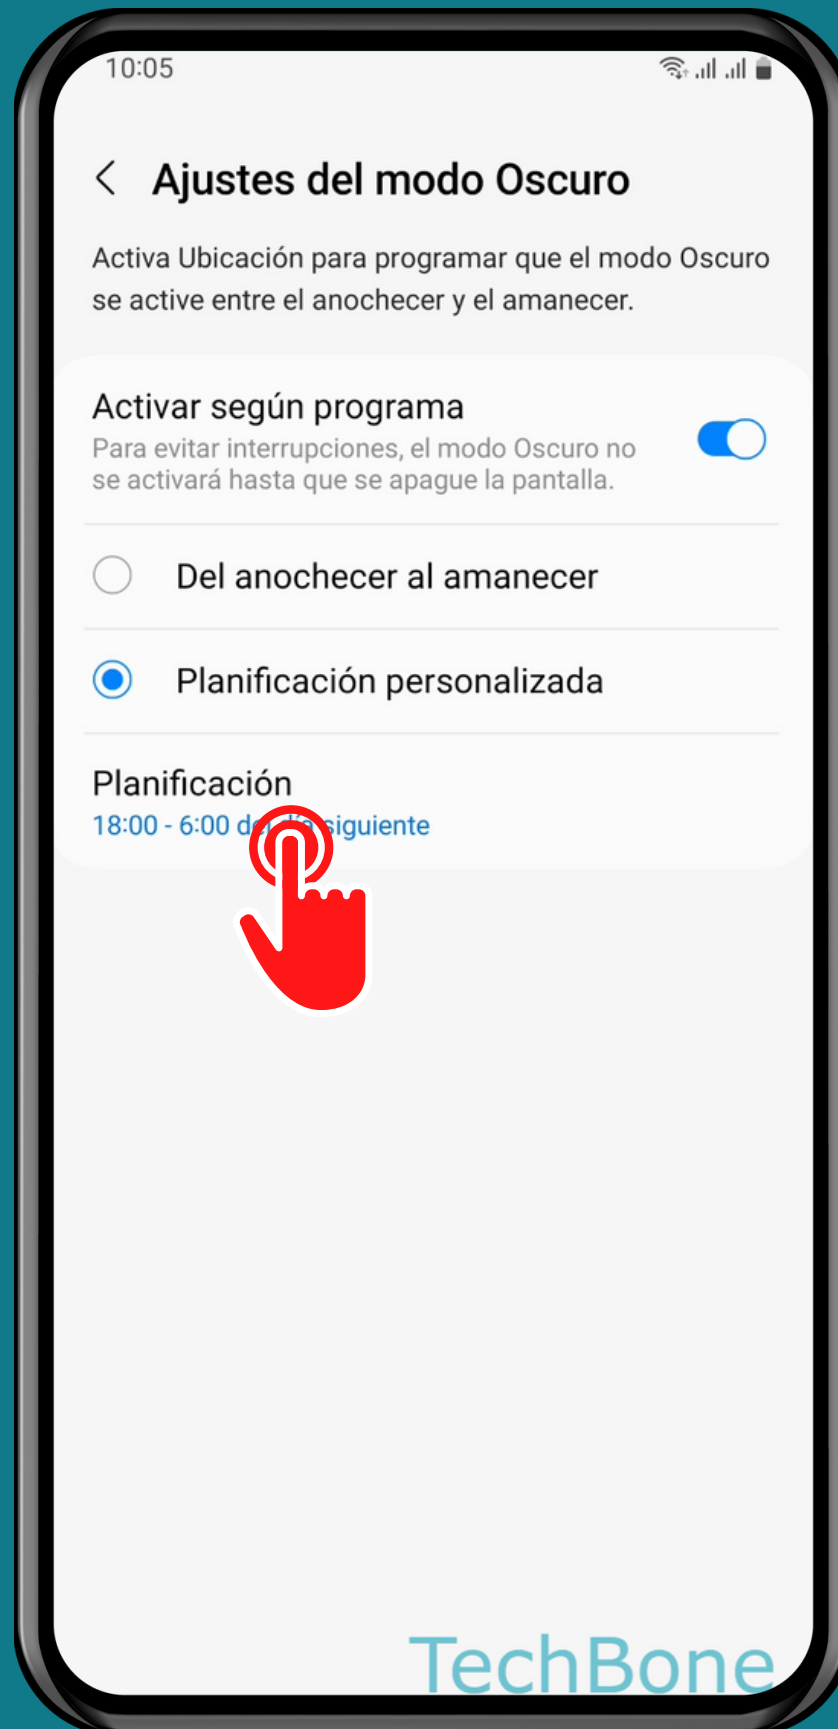 10:05
Ajustes del modo Oscuro
Activa Ubicación para programar que el modo Oscuro
se active entre el anochecer y el amanecer.
Activar según programa
Para evitar interrupciones, el modo Oscuro no
se activará hasta que se apague la pantalla.
Del anochecer al amanecer
Planificación personalizada
Planificación
18:00 - 6:00 del día siguiente
TechBone